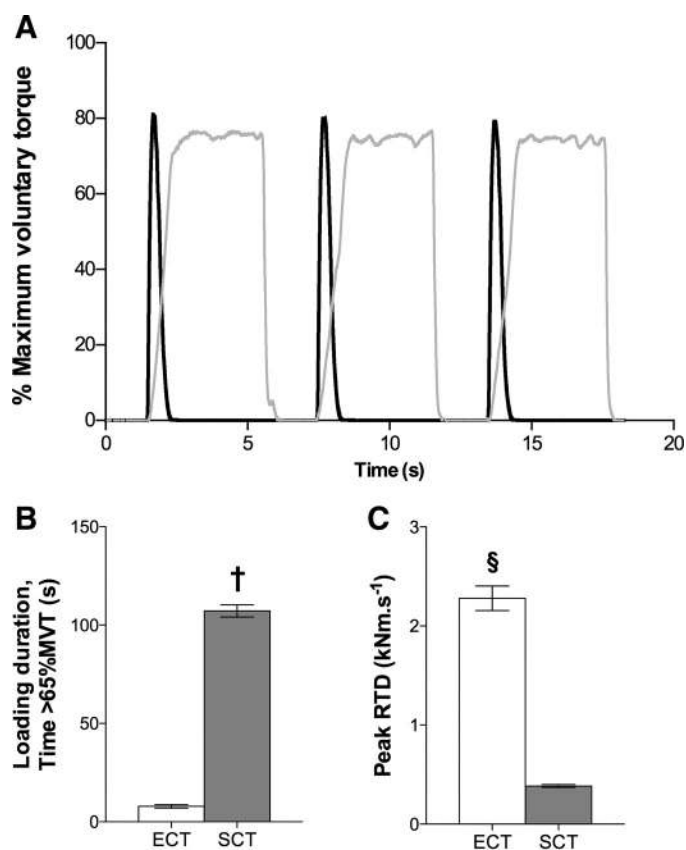 A
% Maximum voluntary torque
100
80
60
40
20
0
0
5
10
15
20
Time (s)
B
Loading duration,
Time >65%MVT (s)
150
100
50
0
†
ECT
SCT
C
Peak RTD (kNm.s-1)
3
2
1
0
§
ECT
SCT